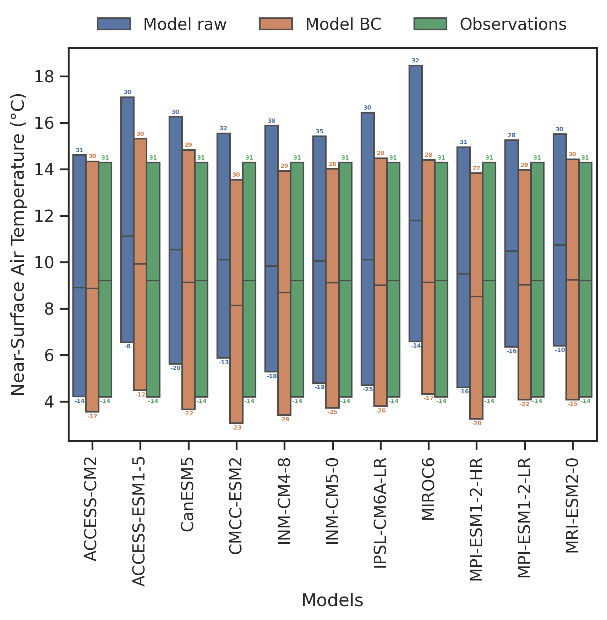 Model raw Model BC Observations
Near-Surface Air Temperature (°C)
18
16
14
12
10
8
6
4
31 30 31
30 30 31
30 29 31
32 30 31
38 29 31
35 28 31
30 29 31
32 28 31
31 27 31
28 29 31
30 30 31
-14 -17 -14
-8 -12 -14
-20 -22 -14
-13 -23 -14
-18 -29 -14
-19 -25 -14
-25 -26 -14
-14 -17 -14
-16 -20 -14
-16 -22 -14
-10 -15 -14
ACCESS-CM2
ACCESS-ESM1-5
CanESM5
CMCC-ESM2
INM-CM4-8
INM-CM5-0
IPSL-CM6A-LR
MIROC6
MPI-ESM1-2-HR
MPI-ESM1-2-LR
MRI-ESM2-0
Models